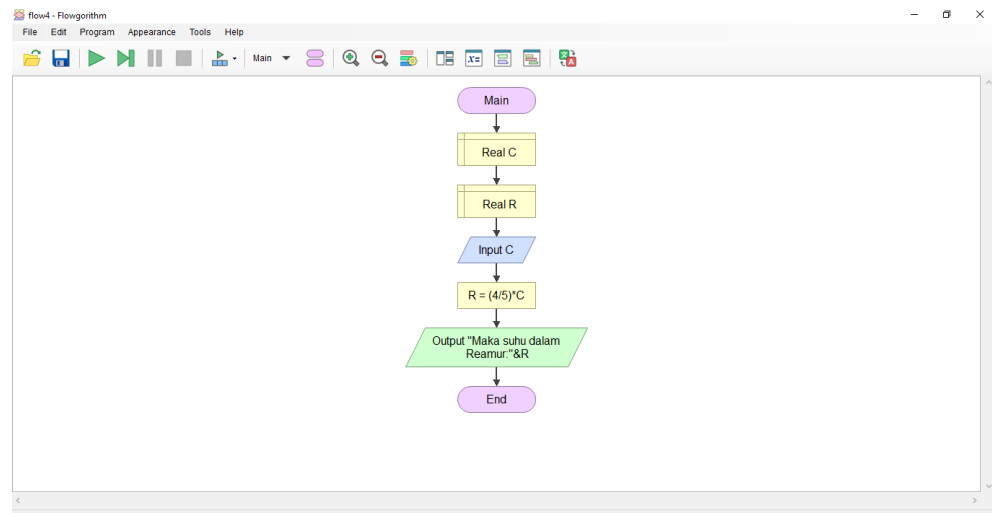 flow4 - Flowgorithm
File Edit Program Appearance Tools Help
Main
x=
Main
Real C
Real R
Input C
R = (4/5)*C
Output "Maka suhu dalam
Reamur:"&R
End